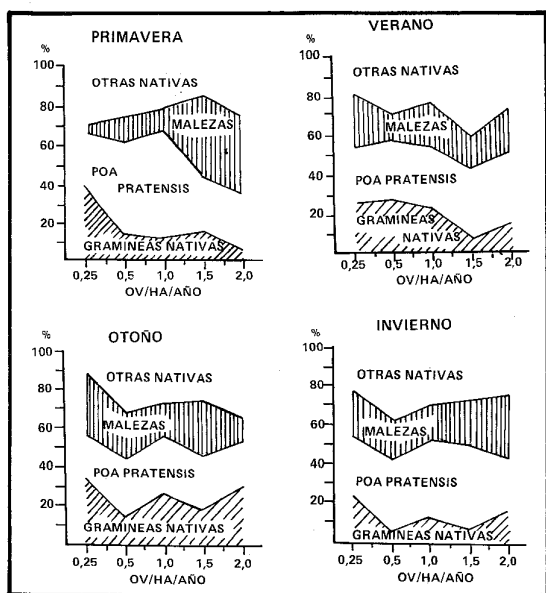 PRIMAVERA
%
100
80
60
40
20
OTRAS NATIVAS
MALEZAS
POA
PRATENSIS
GRAMINEAS NATIVAS
0,25 0,5 1,0 1,5 2,0
OV/HA/AÑO
VERANO
%
100
80
60
40
20
OTRAS NATIVAS
MALEZAS
POA PRATENSIS
GRAMINEAS
NATIVAS
0,25 0,5 1,0 1,5 2,0
OV/HA/AÑO
OTOÑO
%
100
80
60
40
20
OTRAS NATIVAS
MALEZAS
POA PRATENSIS
GRAMINEAS NATIVAS
0,25 0,5 1,0 1,5 2,0
OV/HA/AÑO
INVIERNO
%
100
80
60
40
20
OTRAS NATIVAS
MALEZAS
POA PRATENSIS
GRAMINEAS NATIVAS
0,25 0,5 1,0 1,5 2,0
OV/HA/AÑO